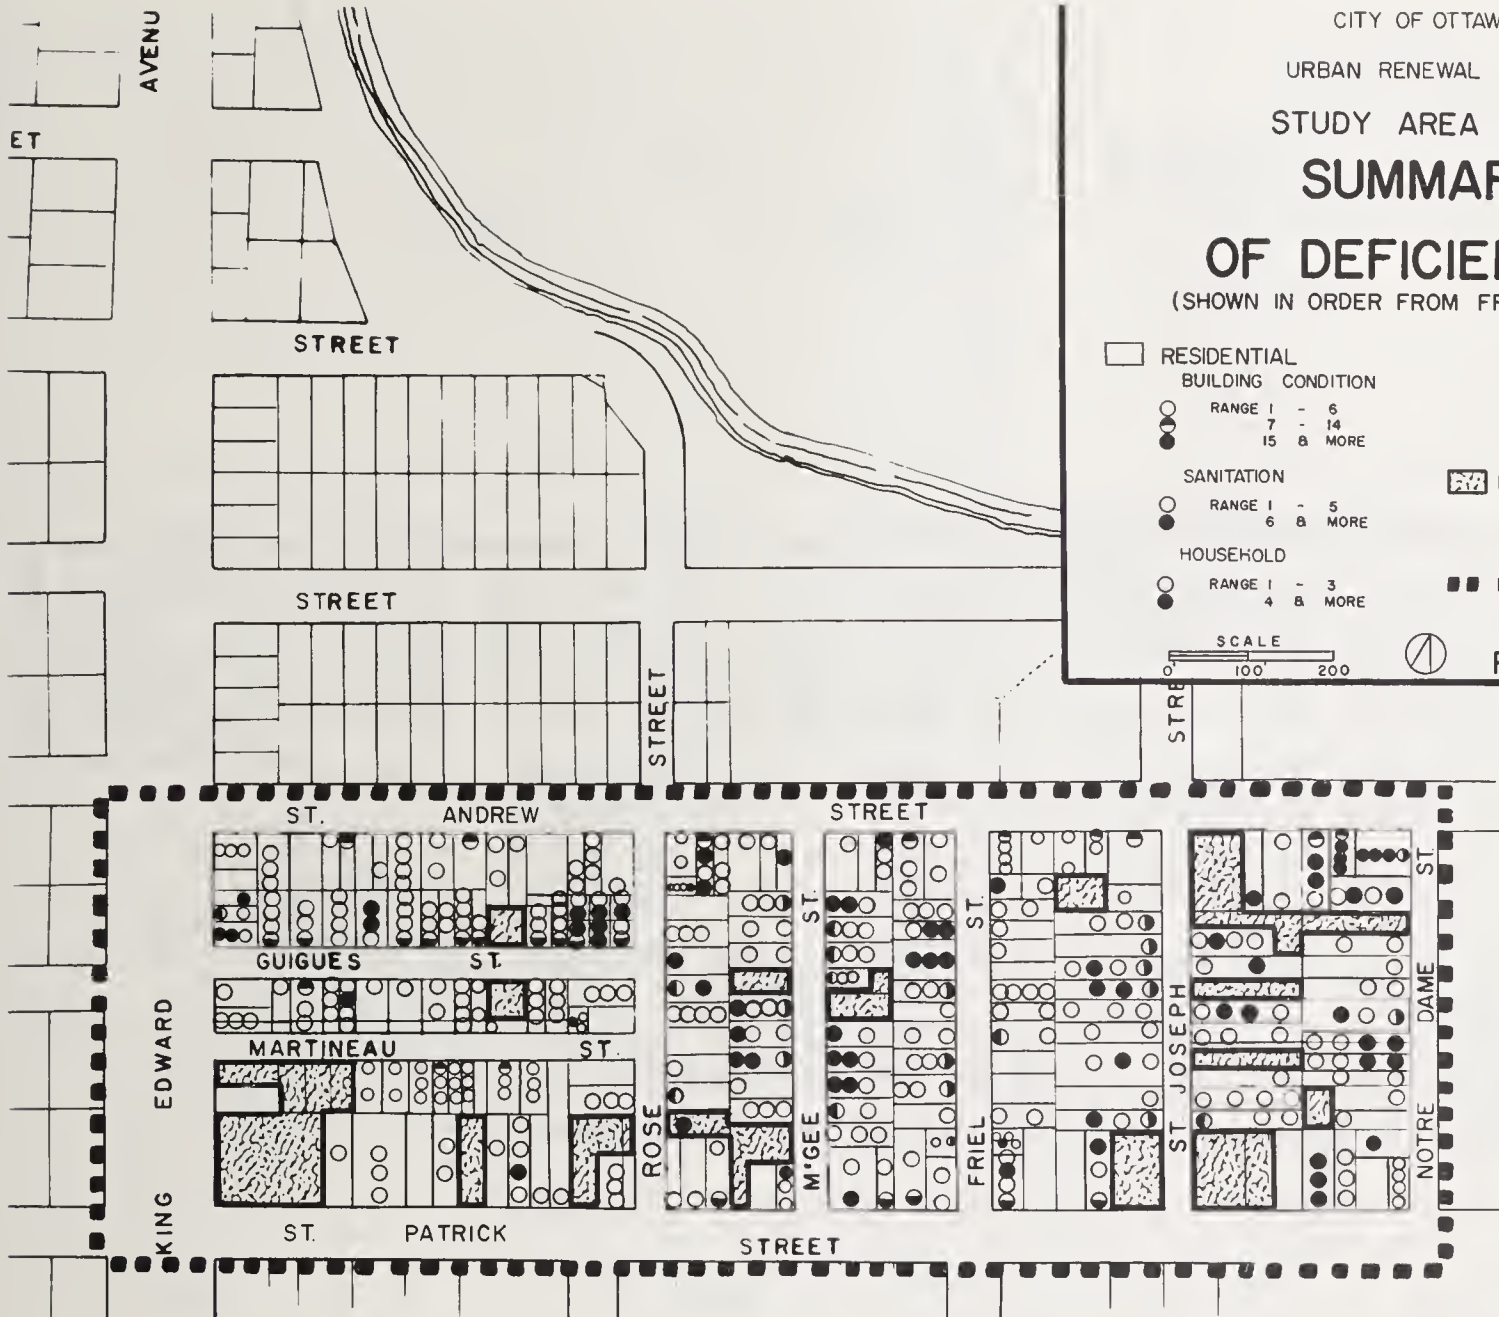 AVENU
ET
STREET
STREET
STREET
CITY OF OTTAW
URBAN RENEWAL
STUDY AREA
SUMMAR
OF DEFICIE
(SHOWN IN ORDER FROM FR
RESIDENTIAL
BUILDING CONDITION
RANGE 1 - 6
7 - 14
15 & MORE
SANITATION
RANGE 1 - 5
6 & MORE
HOUSEHOLD
RANGE 1 - 3
4 & MORE
SCALE
0 100' 200
STRE
ST. ANDREW STREET
GUIGUES ST.
MARTINEAU ST.
ST. PATRICK STREET
KING EDWARD
ROSE
McGEE ST.
FRIEL ST.
ST. JOSEPH
NOTRE DAME ST.